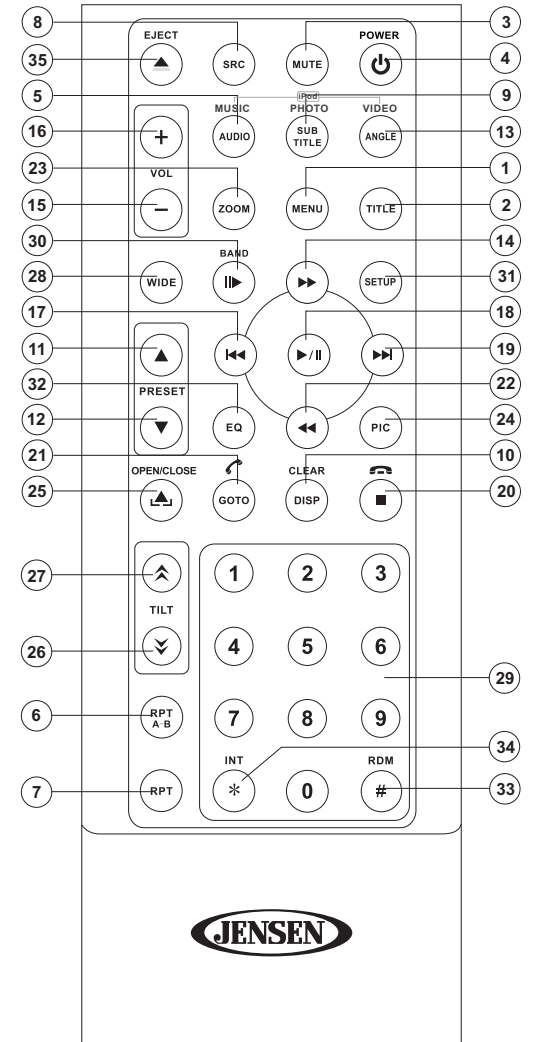 8 3
EJECT POWER
35 SRC MUTE 4
5 iPod 9
MUSIC PHOTO VIDEO
16 + AUDIO SUB TITLE ANGLE 13
VOL
23 1
15 − ZOOM MENU TITLE 2
30 BAND 14
28 WIDE SETUP 31
17 18
11 19
32 PRESET 22
12 EQ PIC 24
21 10
OPEN/CLOSE CLEAR
25 GOTO DISP 20
27 1 2 3
TILT
26 4 5 6
29
6 RPT A-B 7 8 9
INT RDM 34
7 RPT * 0 # 33
JENSEN